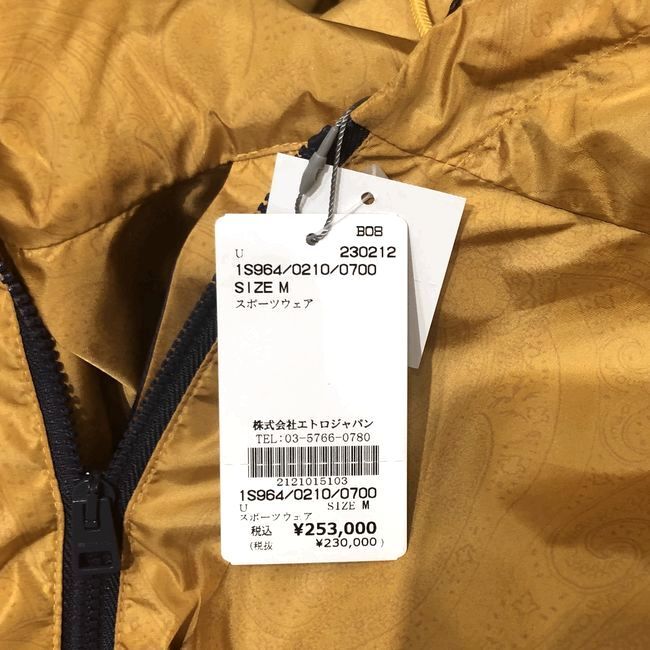 B08
U 230212
1S964/0210/0700
SIZE M
スポーツウェア
株式会社エトロジャパン
TEL:03-5766-0780
2121015103
1S964/0210/0700
U SIZE M
スポーツウェア
税込 ¥253,000
(税抜 ¥230,000)